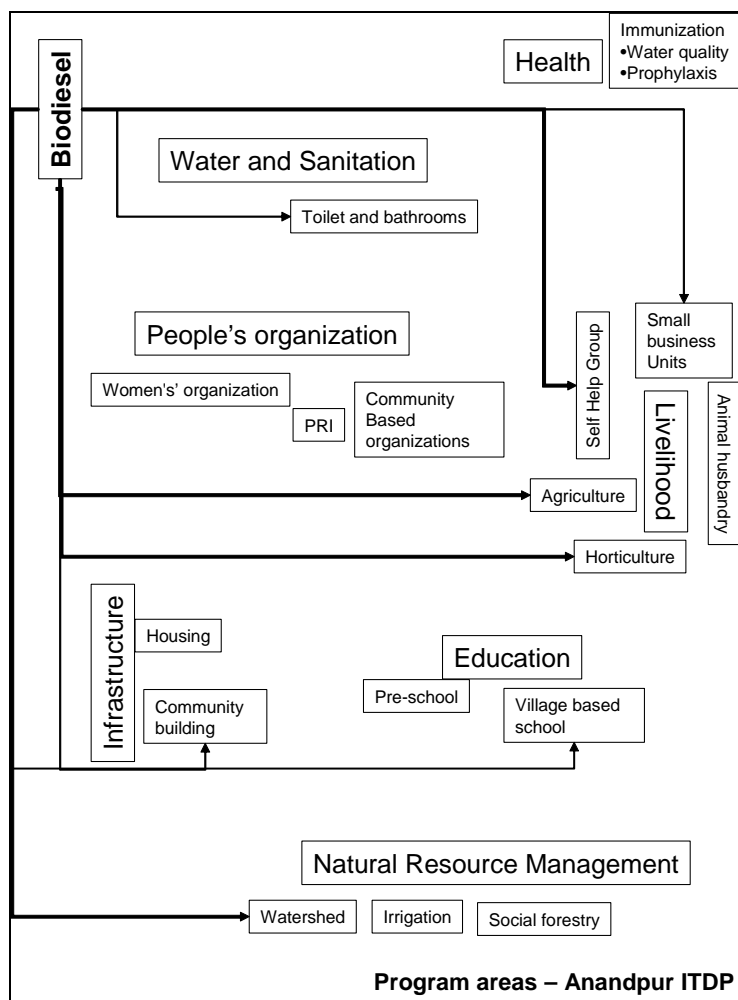 Biodiesel
Health
Immunization
•Water quality
•Prophylaxis
Water and Sanitation
Toilet and bathrooms
People's organization
Women's' organization
PRI
Community
Based
organizations
Self Help Group
Small
business
Units
Livelihood
Animal husbandry
Agriculture
Horticulture
Infrastructure
Housing
Community
building
Education
Pre-school
Village based
school
Natural Resource Management
Watershed
Irrigation
Social forestry
Program areas – Anandpur ITDP